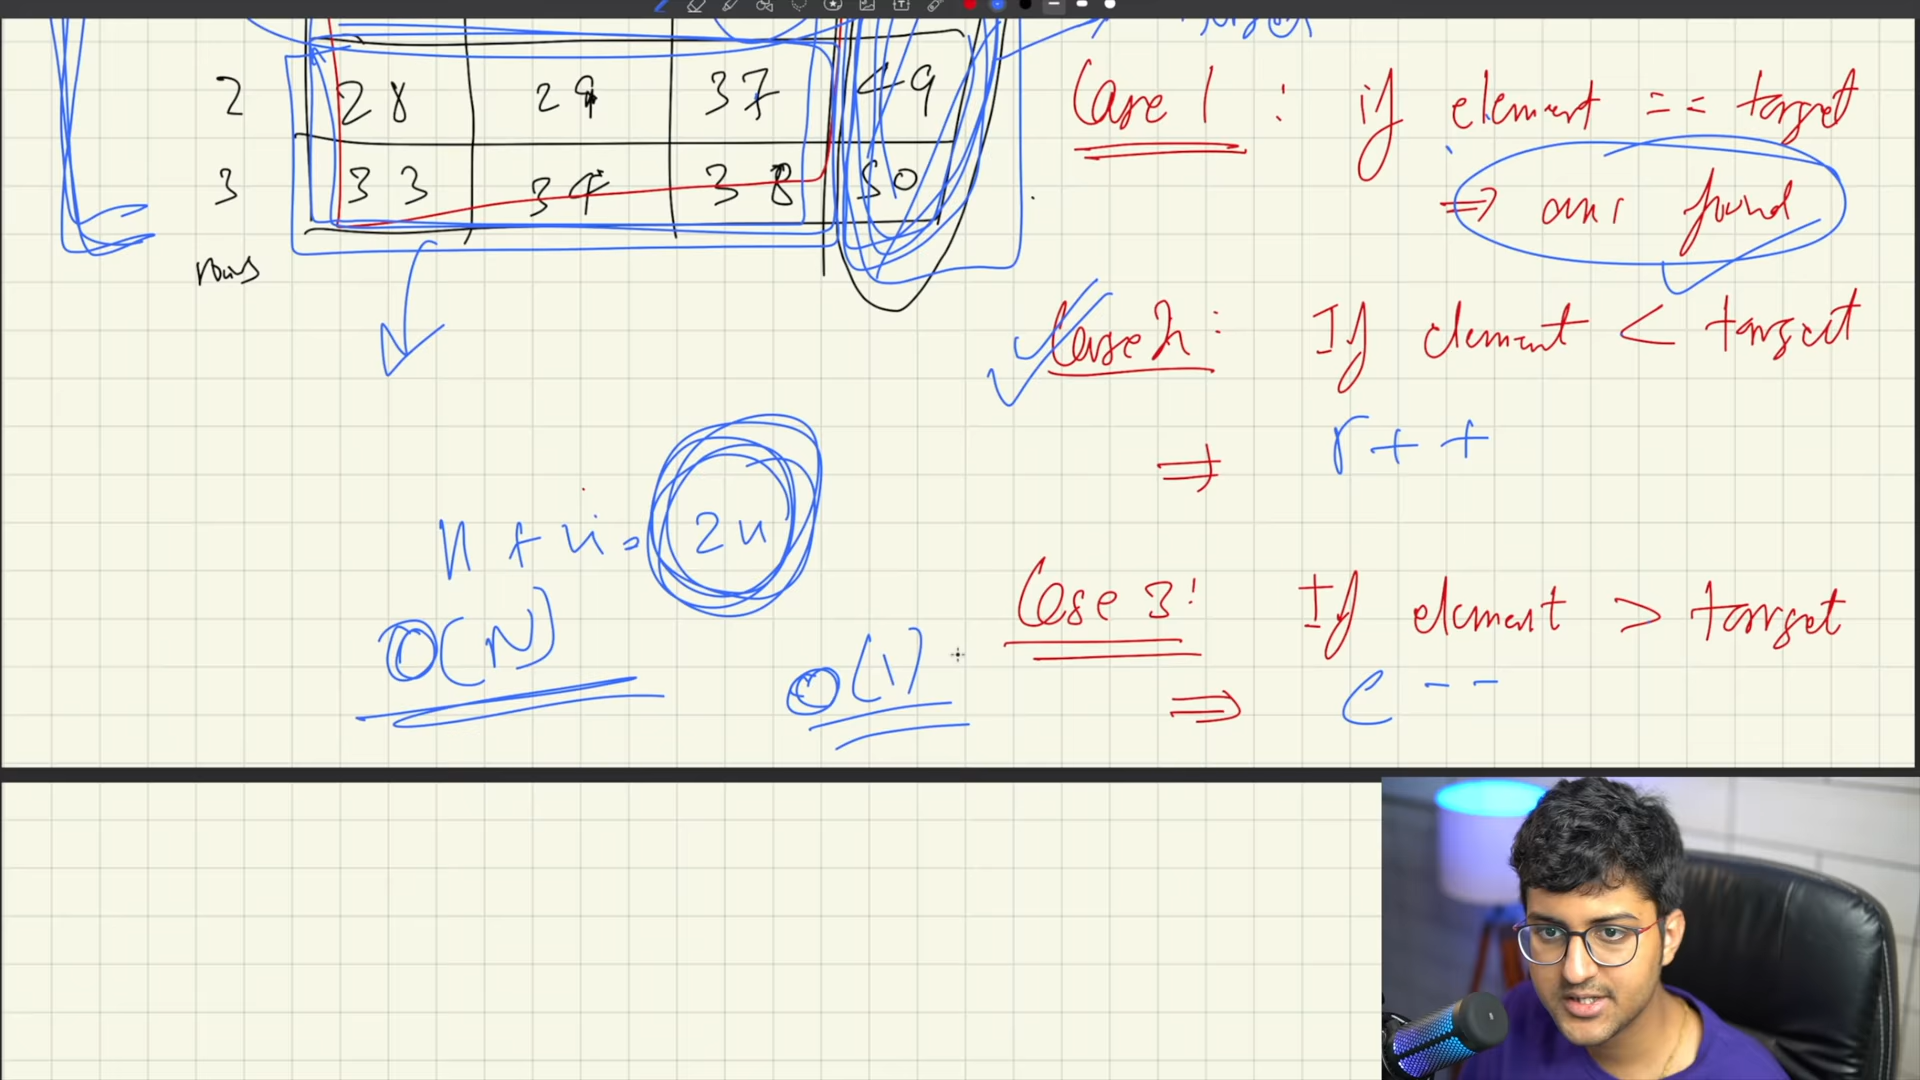 2 28 29 37 49
3 33 34 38 50
rows
Case 1 : if element == target
⇒ ans found
Case 2 : If element < target
⇒ r++
n + n = 2n
O(N)
O(1)
Case 3 : If element > target
⇒ c--